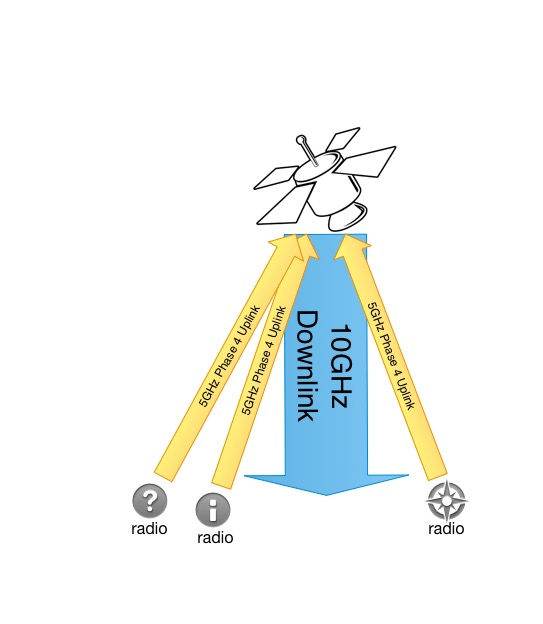 5GHz Phase 4 Uplink
5GHz Phase 4 Uplink
10GHz
Downlink
5GHz Phase 4 Uplink
?
i
radio
radio
radio